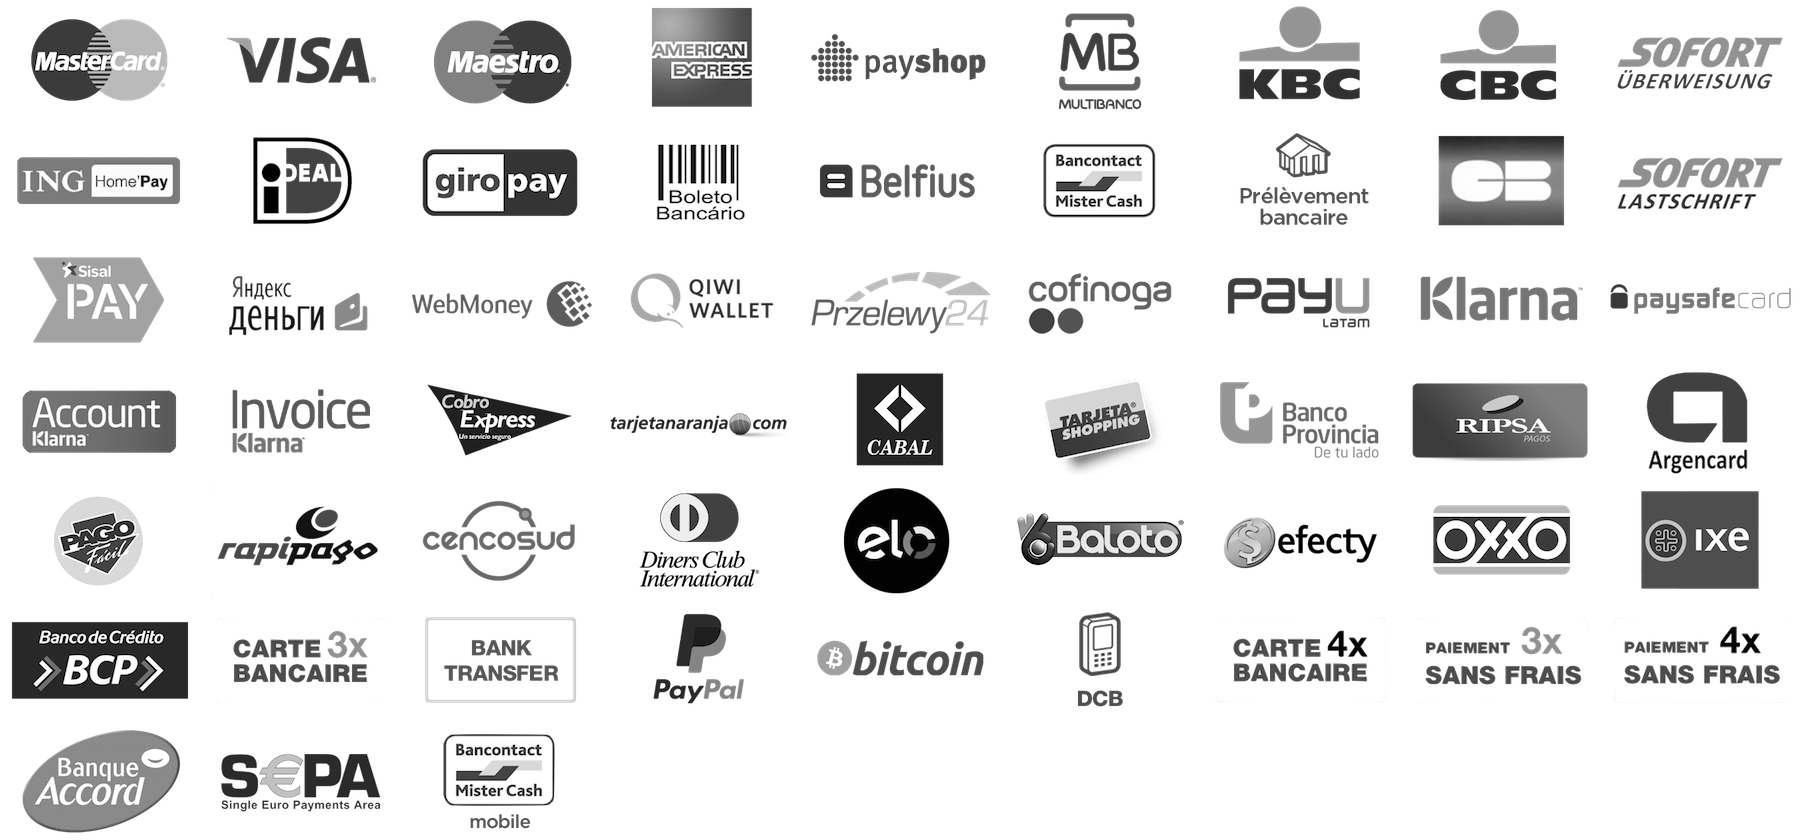 MasterCard
VISA
Maestro
AMERICAN
EXPRESS
payshop
MB
MULTIBANCO
KBC
CBC
SOFORT
ÜBERWEISUNG
ING Home'Pay
iDEAL
giropay
Boleto
Bancário
Belfius
Bancontact
Mister Cash
Prélèvement
bancaire
CB
SOFORT
LASTSCHRIFT
Sisal
PAY
Яндекс
деньги
WebMoney
QIWI
WALLET
Przelewy24
cofinoga
PayU
LATAM
Klarna
paysafecard
Account
Klarna
Invoice
Klarna
Cobro
Express
Un servicio seguro
tarjetanaranja.com
CABAL
TARJETA
SHOPPING
Banco
Provincia
De tu lado
RIPSA
PAGOS
Argencard
PAGO
Fácil
rapipago
cencosud
Diners Club
International
elo
Baloto
$ efecty
OXXO
ixe
Banco de Crédito
BCP
CARTE 3x
BANCAIRE
BANK
TRANSFER
PayPal
bitcoin
DCB
CARTE 4x
BANCAIRE
PAIEMENT 3x
SANS FRAIS
PAIEMENT 4x
SANS FRAIS
Banque
Accord
S€PA
Single Euro Payments Area
Bancontact
Mister Cash
mobile